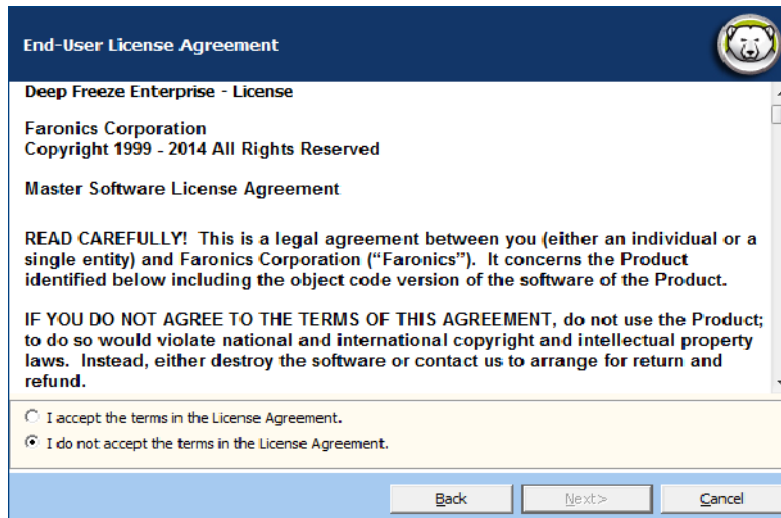 End-User License Agreement
Deep Freeze Enterprise - License
Faronics Corporation
Copyright 1999 - 2014 All Rights Reserved
Master Software License Agreement
READ CAREFULLY!  This is a legal agreement between you (either an individual or a
single entity) and Faronics Corporation (“Faronics”).  It concerns the Product
identified below including the object code version of the software of the Product.
IF YOU DO NOT AGREE TO THE TERMS OF THIS AGREEMENT, do not use the Product;
to do so would violate national and international copyright and intellectual property
laws.  Instead, either destroy the software or contact us to arrange for return and
refund.
I accept the terms in the License Agreement.
I do not accept the terms in the License Agreement.
Back Next> Cancel